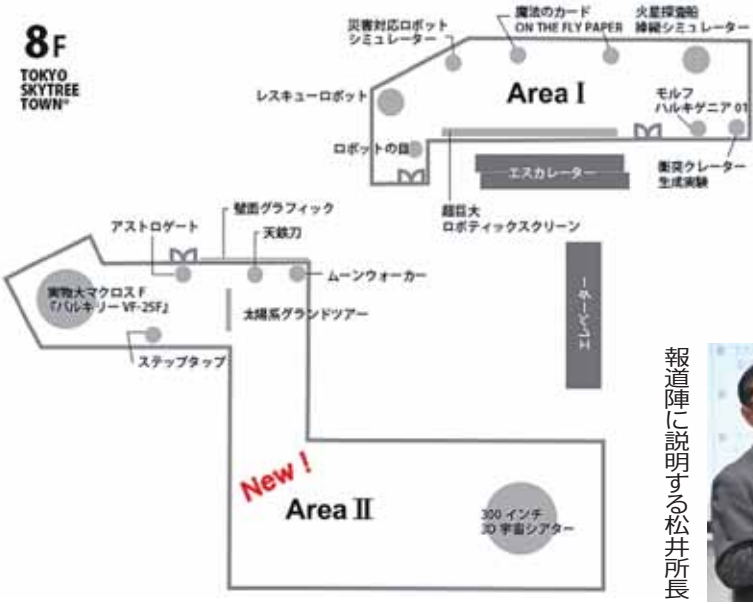 8F
TOKYO
SKYTREE
TOWN®
災害対応ロボット
シミュレーター
魔法のカード
ON THE FLY PAPER
火星探査船
操縦シミュレーター
レスキューロボット
Area I
モルフ
ハルキゲニア 01
ロボットの目
エスカレーター
衝突クレーター
生成実験
超巨大
ロボティックスクリーン
壁面グラフィック
アストロゲート
天鉄刀
ムーンウォーカー
実物大マクロス F
『バルキリー VF-25F』
太陽系グランドツアー
ステップタップ
エレベーター
New !
Area II
300 インチ
3D 宇宙シアター
報道陣に説明する松井所長